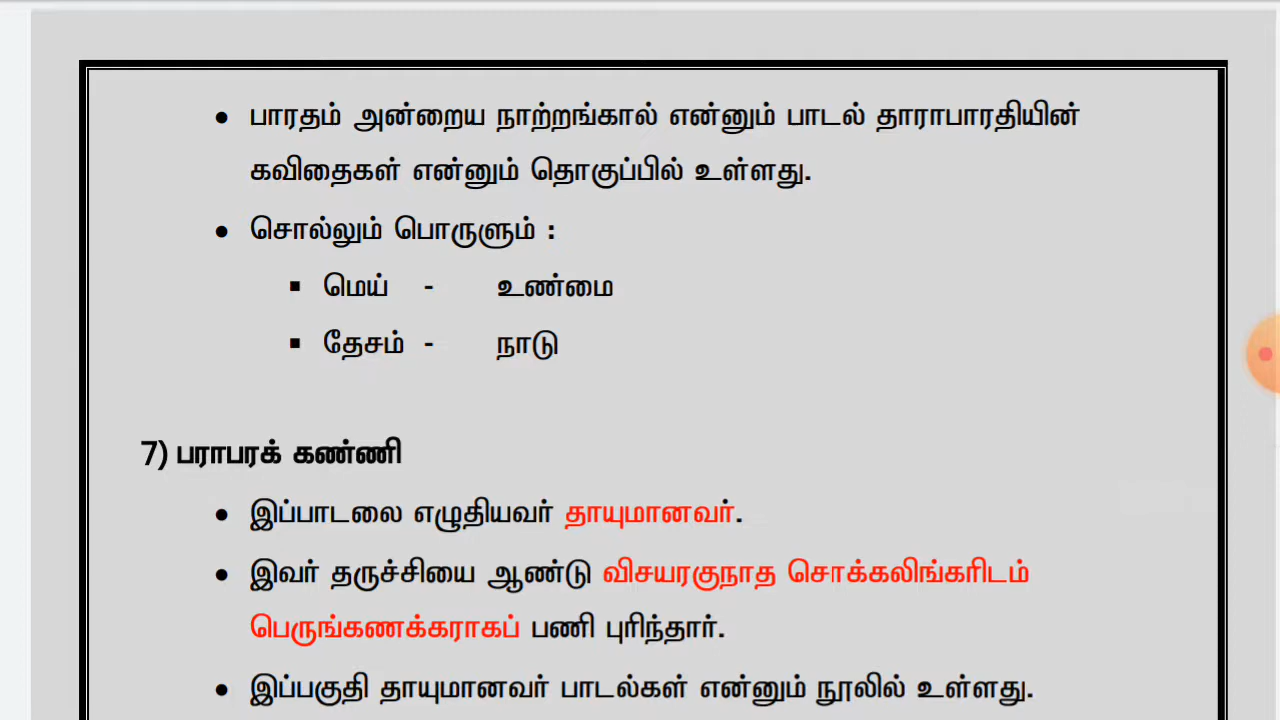 • பாரதம் அன்றைய நாற்றங்கால் என்னும் பாடல் தாராபாரதியின்
கவிதைகள் என்னும் தொகுப்பில் உள்ளது.
• சொல்லும் பொருளும் :
▪ மெய் - உண்மை
▪ தேசம் - நாடு
7) பராபரக் கண்ணி
• இப்பாடலை எழுதியவர் தாயுமானவர்.
• இவர் தருச்சியை ஆண்டு விசயரகுநாத சொக்கலிங்கரிடம்
பெருங்கணக்கராகப் பணி புரிந்தார்.
• இப்பகுதி தாயுமானவர் பாடல்கள் என்னும் நூலில் உள்ளது.